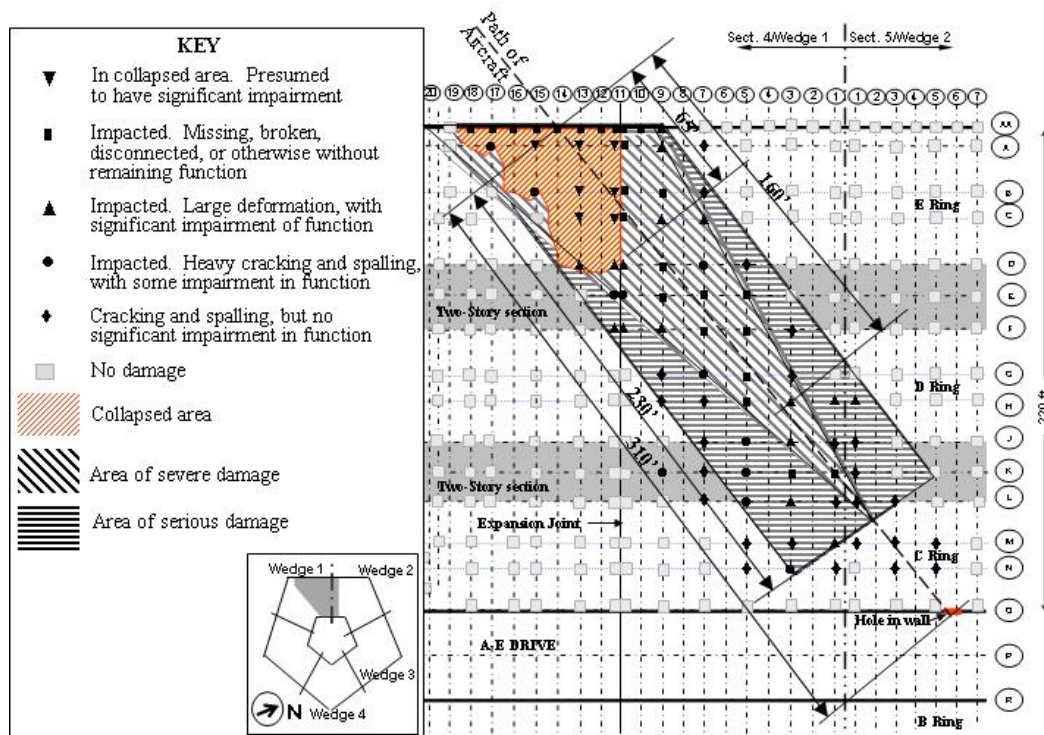 KEY
In collapsed area. Presumed
to have significant impairment
Impacted. Missing, broken,
disconnected, or otherwise without
remaining function
Impacted. Large deformation, with
significant impairment of function
Impacted. Heavy cracking and spalling,
with some impairment in function
Cracking and spalling, but no
significant impairment in function
No damage
Collapsed area
Area of severe damage
Area of serious damage
Wedge 1
Wedge 2
Wedge 3
Wedge 4
N
Path of
Aircraft
Sect. 4/Wedge 1
Sect. 5/Wedge 2
20 19 18 17 16 15 14 13 12 11 10 9 8 7 6 5 4 3 2 1 1 2 3 4 5 6 7
65'
160'
230'
310'
220 ft
AA
A
B
E Ring
C
D
E
Two-Story section
F
G
D Ring
H
J
K
Two-Story section
L
Expansion Joint
M
C Ring
N
O
Hole in wall
A-E DRIVE
P
R
B Ring